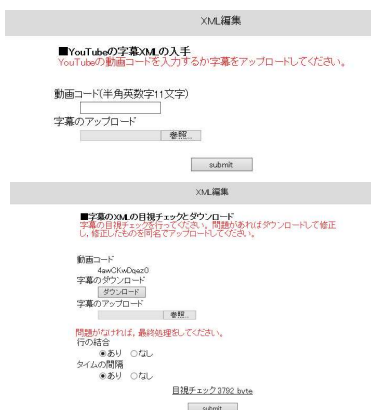 XML編集
■YouTubeの字幕XMLの入手
YouTubeの動画コードを入力するか字幕をアップロードしてください。
動画コード(半角英数字11文字)
字幕のアップロード
参照...
submit
XML編集
■字幕のXMLの目視チェックとダウンロード
字幕の目視チェックを行ってください。問題があればダウンロードして修正
し、修正したものを同名でアップロードしてください。
動画コード
4awCKwDqez0
字幕のダウンロード
ダウンロード
字幕のアップロード
参照...
問題がなければ、最終処理をしてください。
行の結合
あり なし
タイムの間隔
あり なし
目視チェック 3792 byte
submit